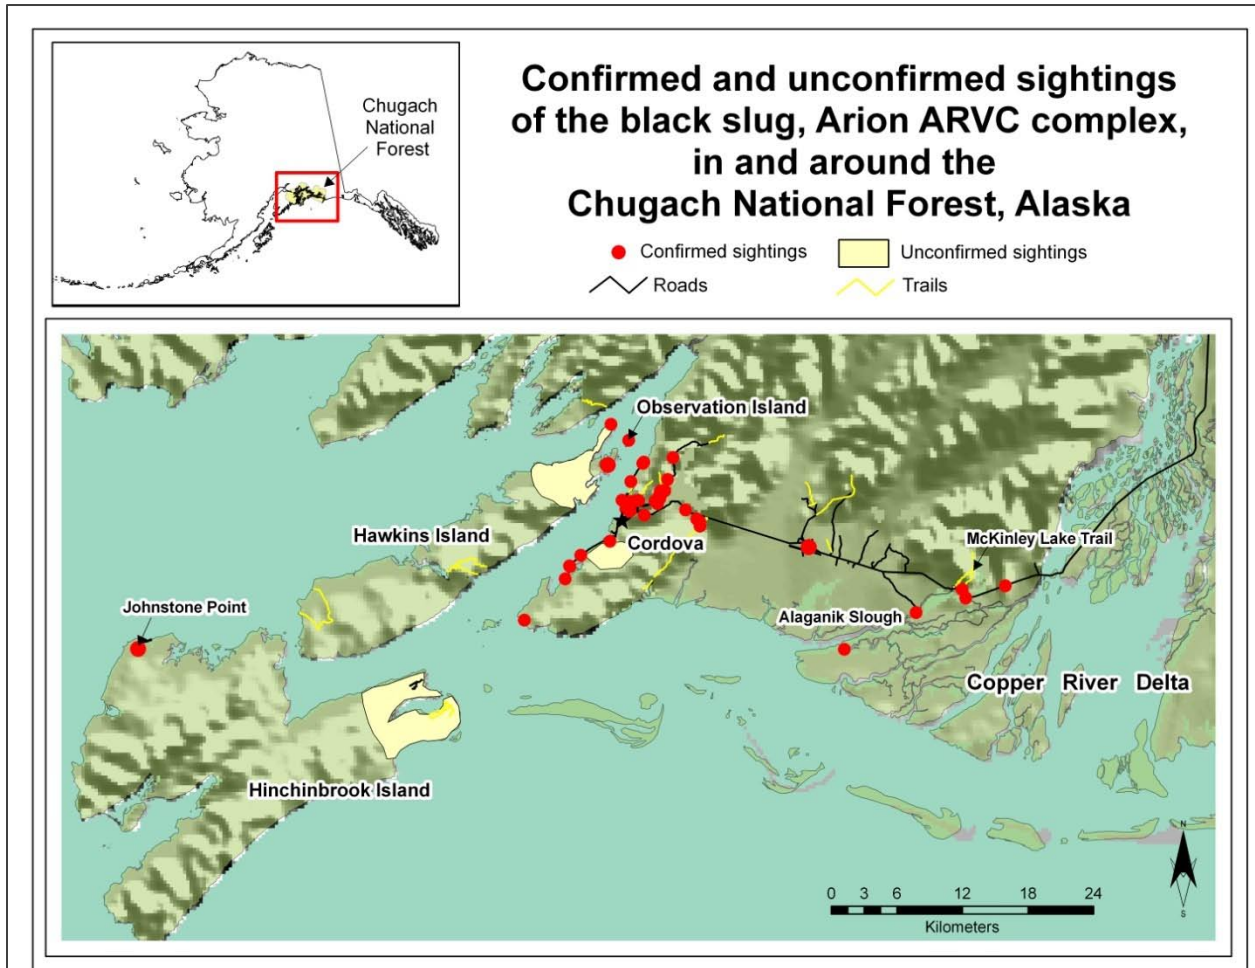 Chugach
National
Forest
Confirmed and unconfirmed sightings
of the black slug, Arion ARVC complex,
in and around the
Chugach National Forest, Alaska
Confirmed sightings
Unconfirmed sightings
Roads
Trails
Observation Island
Hawkins Island
Cordova
McKinley Lake Trail
Johnstone Point
Alaganik Slough
Copper River Delta
Hinchinbrook Island
N
S
0 3 6 12 18 24
Kilometers